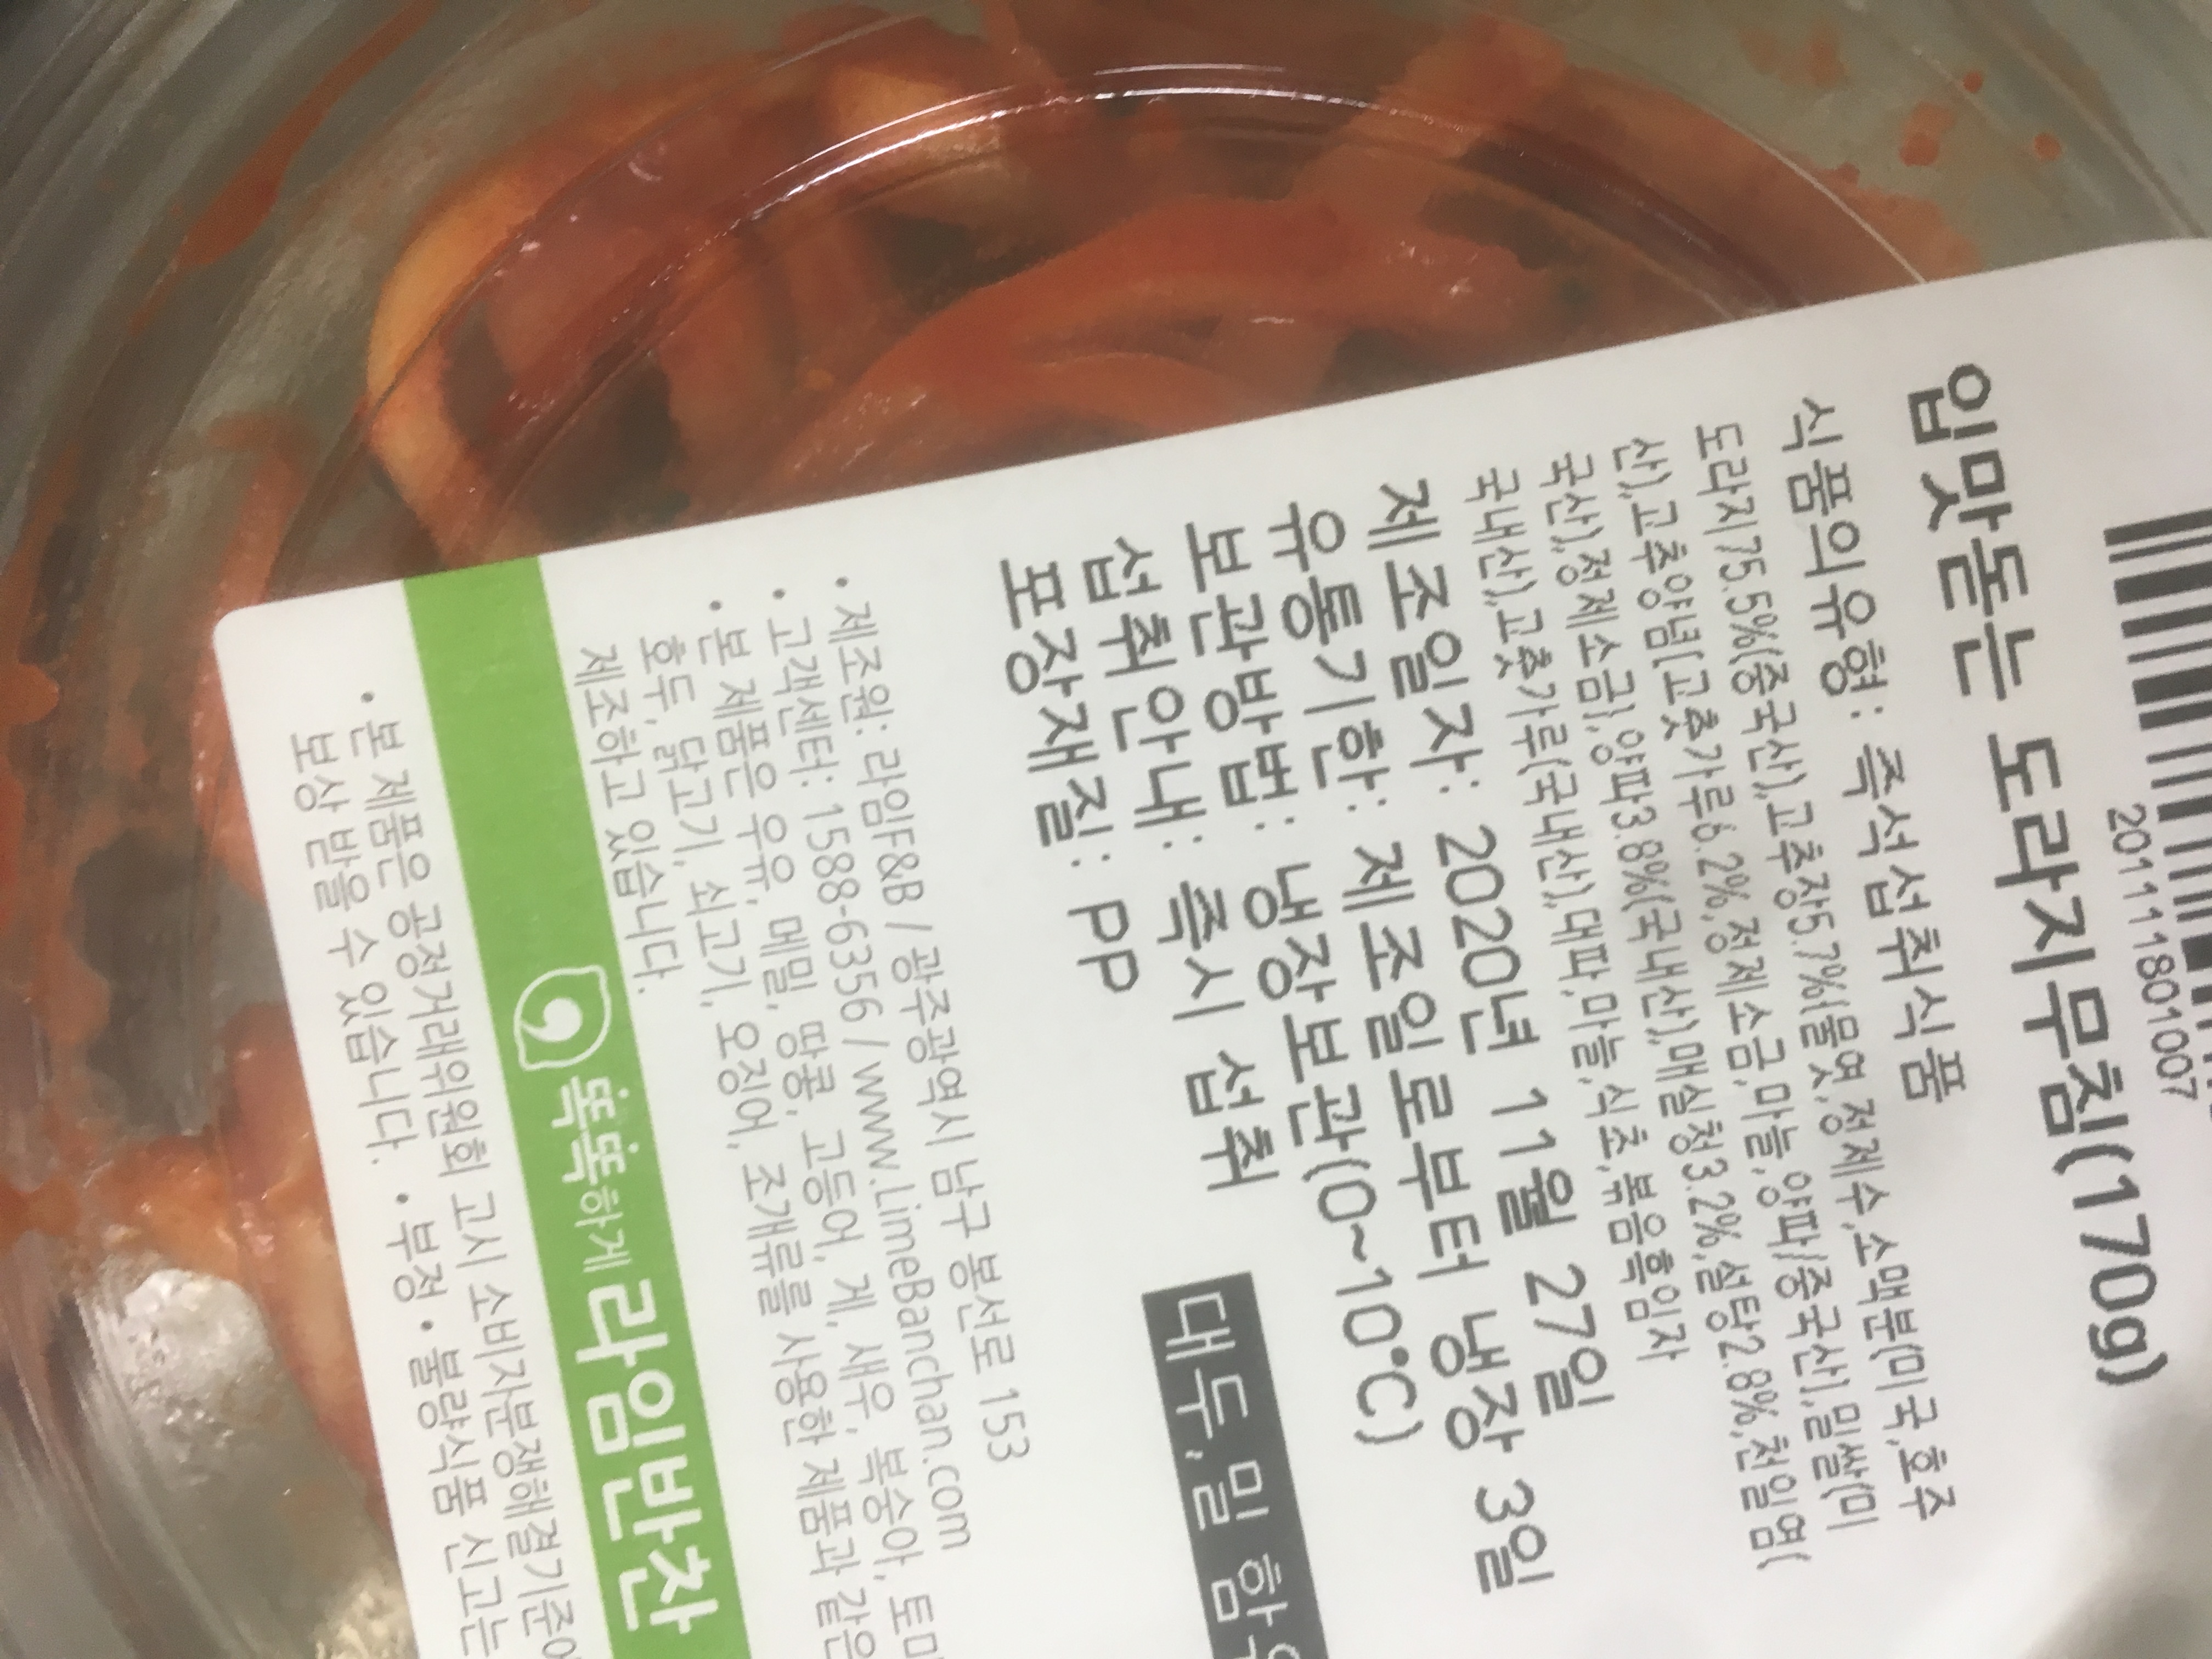 201111801007
입맛돋는 도라지무침(170g)
식품의유형: 즉석섭취식품
도라지75.5%(중국산),고추장5.7%{물엿,정제수,소맥분(미국,호주
산),고추양념[고춧가루6.2%,정제소금,마늘,양파(중국산)],밀쌀(미
국산),정제소금},양파3.8%(국내산),매실청3.2%,설탕2.8%,천일염(
국내산),고춧가루(국내산),대파,마늘,식초,볶음흑임자
제조일자: 2020년 11월 27일
유통기한: 제조일로부터 냉장 3일
보관방법: 냉장보관(0~10℃)
섭취안내: 즉시 섭취
포장재질: PP
대두,밀 함
• 제조원: 라임F&B / 광주광역시 남구 봉선로 153
• 고객센터: 1588-6356 / www.LimeBanchan.com
• 본 제품은 우유, 메밀, 땅콩, 고등어, 게, 새우, 복숭아, 토마
호두, 닭고기, 쇠고기, 오징어, 조개류를 사용한 제품과 같은
제조하고 있습니다.
똑똑하게 라임반찬
• 본 제품은 공정거래위원회 고시 소비자분쟁해결기준에
보상 받을 수 있습니다. • 부정 • 불량식품 신고는